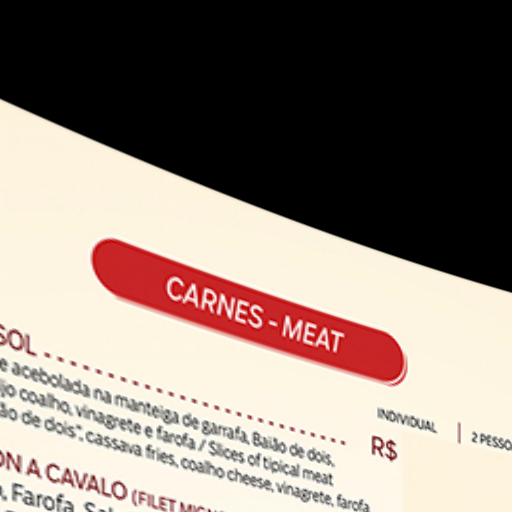 CARNES - MEAT
INDIVIDUAL | 2 PESSO
SOL
R$
e acebolada na manteiga de garrafa, Baião de dois,
ijo coalho, vinagrete e farofa / Slices of tipical meat
ão de dois", cassava fries, coalho cheese, vinagrete, farofa
ON A CAVALO (FILET MIGN
, Farofa, Sal